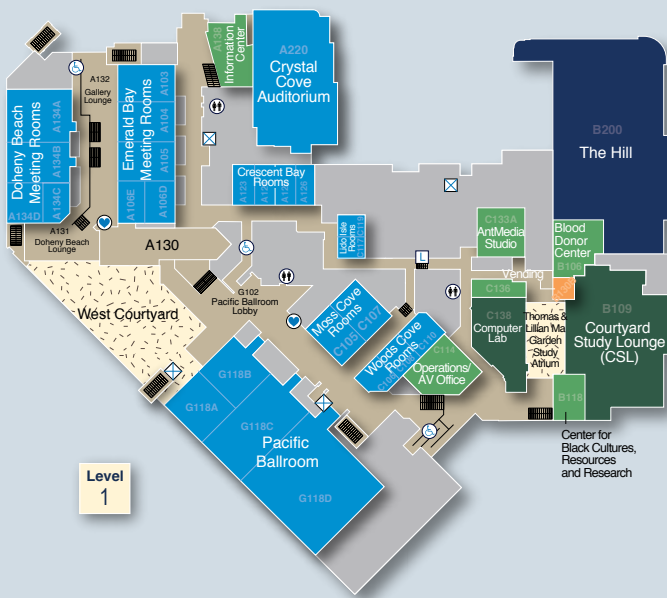 A138
Information
Center
A220
Crystal
Cove
Auditorium
A132
Gallery
Lounge
Doheny Beach
Meeting Rooms
A134A
A134B
A134C
A134D
Emerald Bay
Meeting Rooms
A103
A104
A105
A106D
A106E
A131
Doheny Beach
Lounge
A130
Crescent Bay
Rooms
A123
A126
Lido Isle
Rooms
C117
C119
B200
The Hill
C133A
AntMedia
Studio
Blood
Donor
Center
B106
Vending
C136
L
G102
Pacific Ballroom
Lobby
West Courtyard
Moss Cove
Rooms
C105
C107
Woods Cove
Rooms
C110
C114
Operations/
AV Office
C138
Computer
Lab
Thomas &
Lillian Ma
Garden
Study
Atrium
B109
Courtyard
Study Lounge
(CSL)
B118
Center for
Black Cultures,
Resources
and Research
G118B
G118A
G118C
Pacific
Ballroom
G118D
Level
1